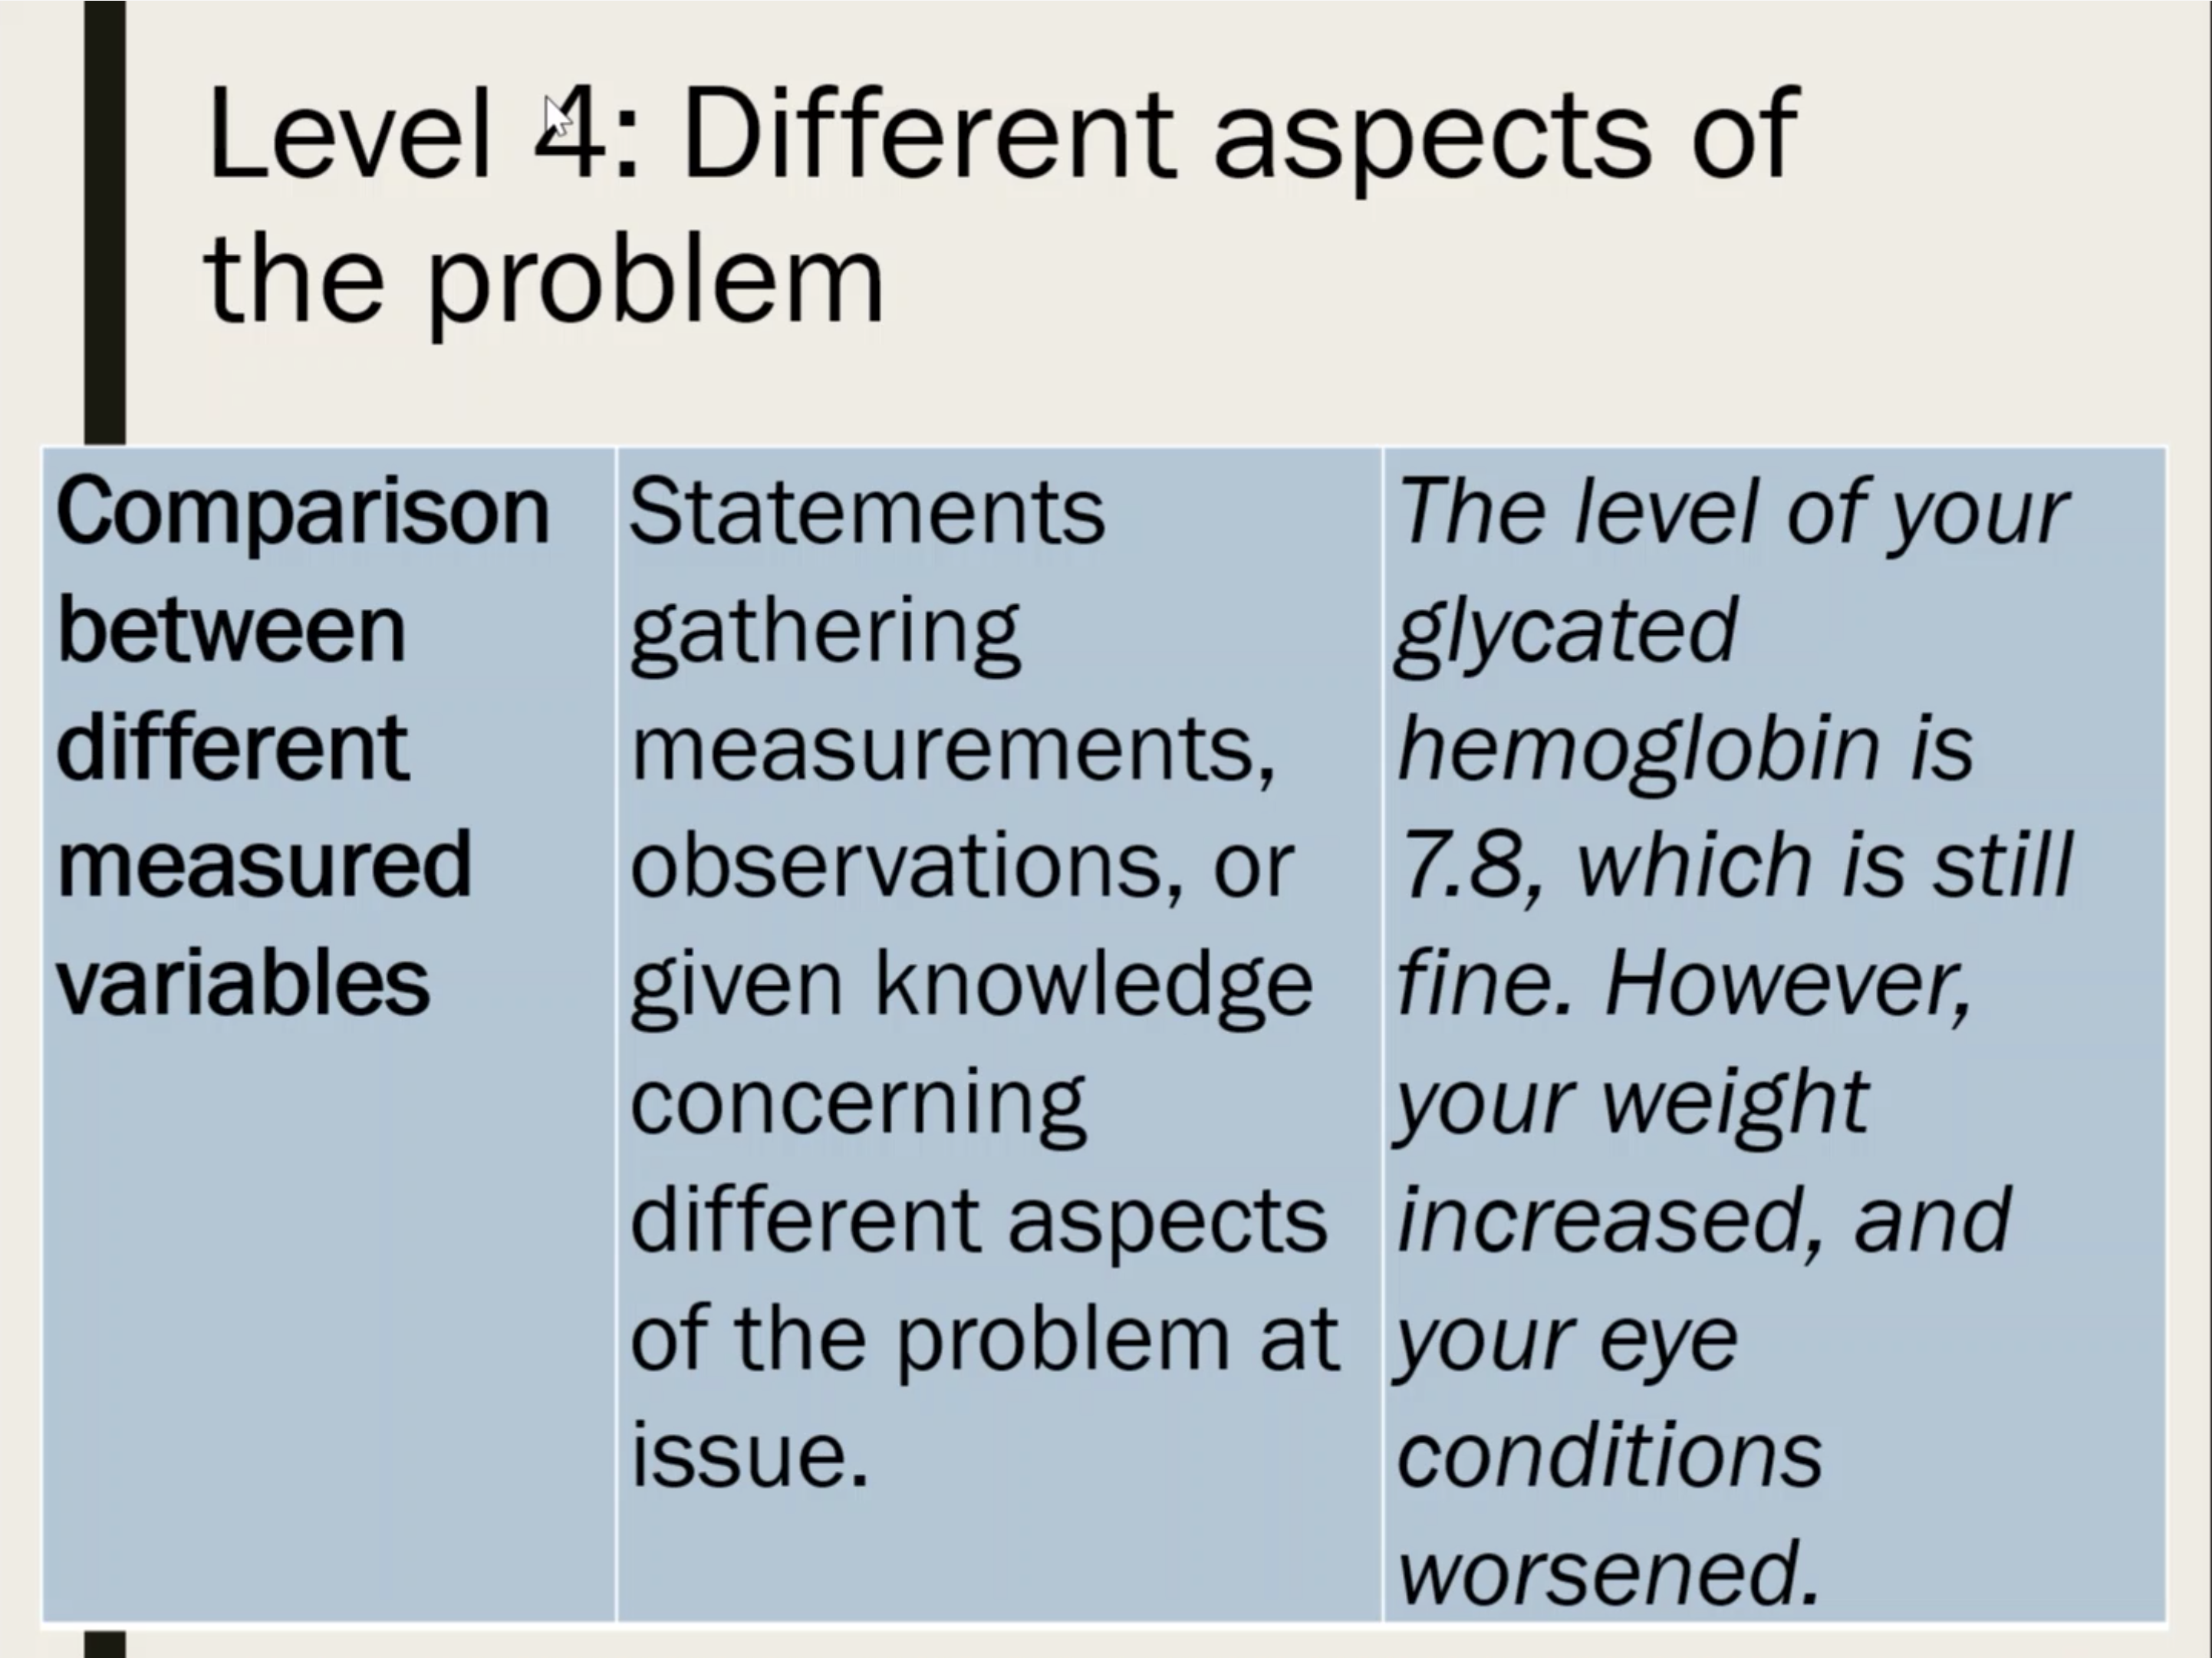 Level 4: Different aspects of
the problem
Comparison
between
different
measured
variables
Statements
gathering
measurements,
observations, or
given knowledge
concerning
different aspects
of the problem at
issue.
The level of your
glycated
hemoglobin is
7.8, which is still
fine. However,
your weight
increased, and
your eye
conditions
worsened.